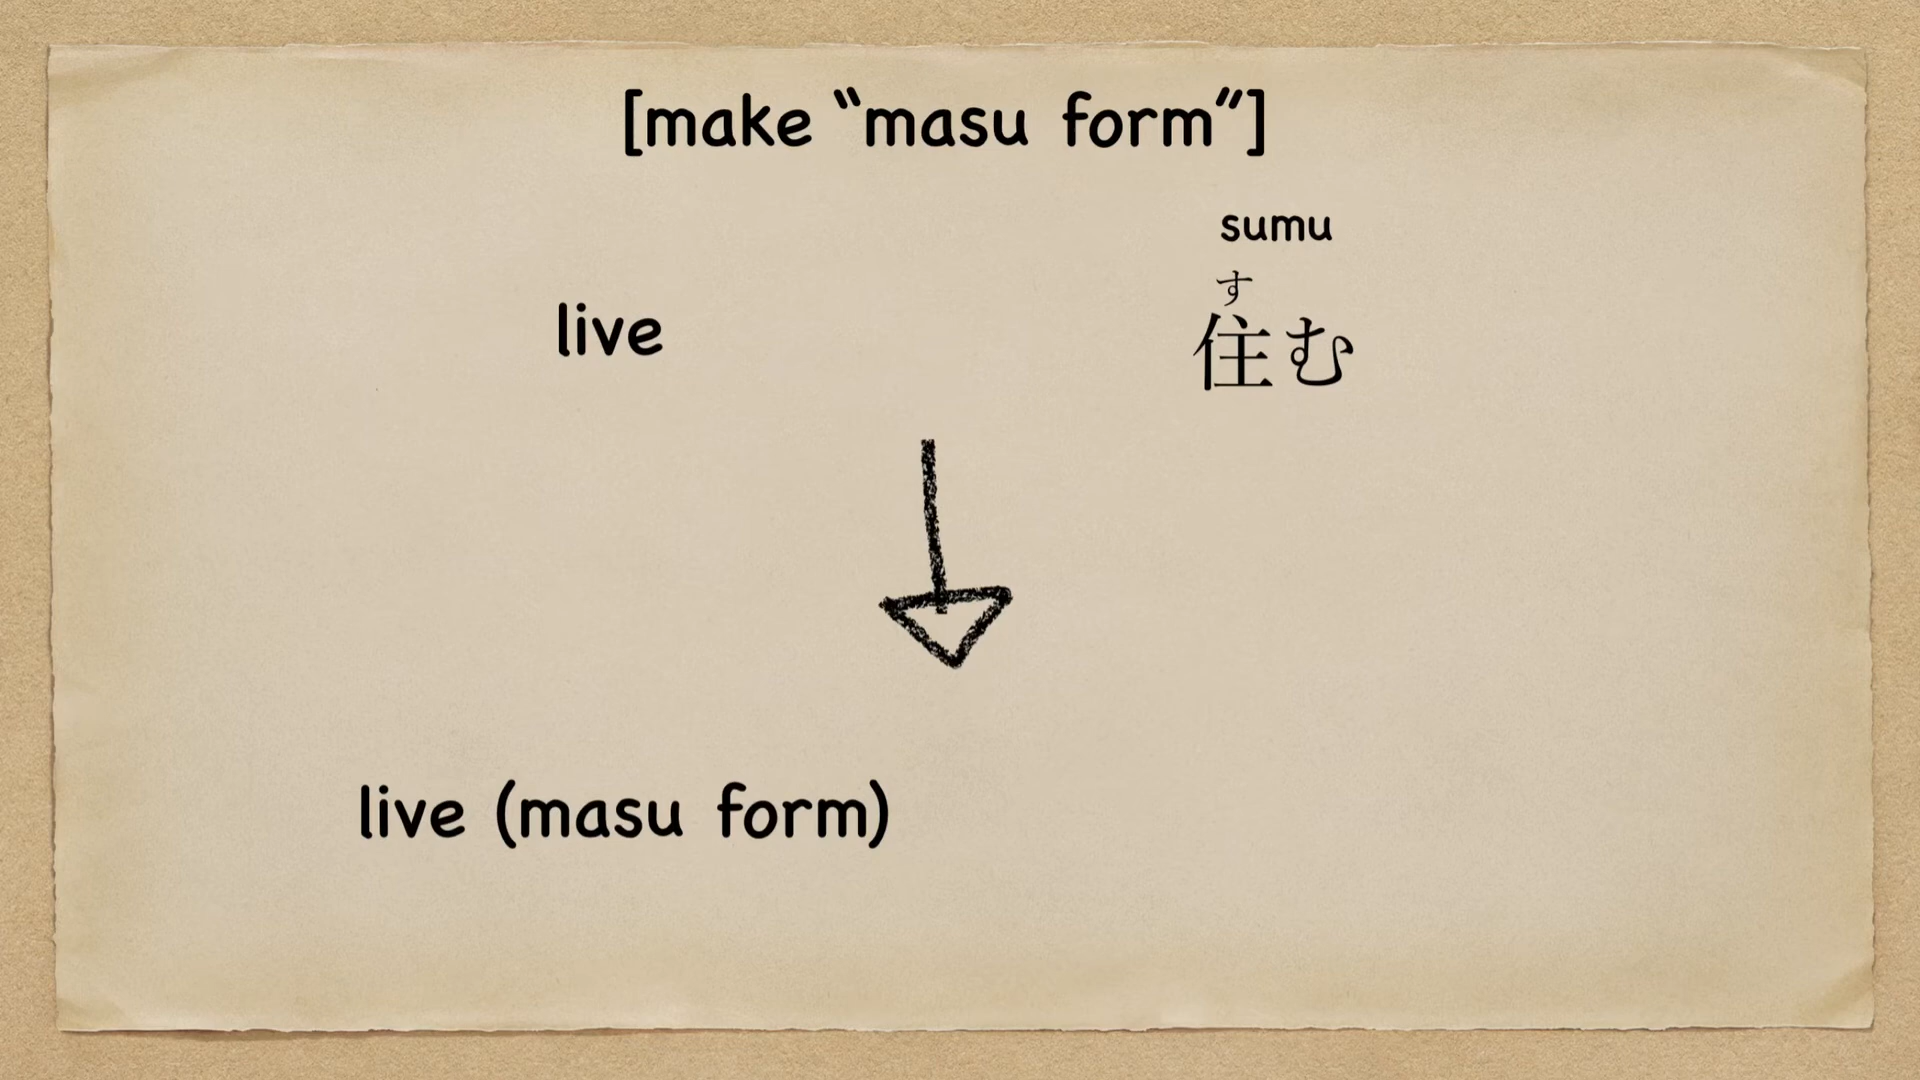 [make “masu form”]
sumu
す
live
住む
live (masu form)